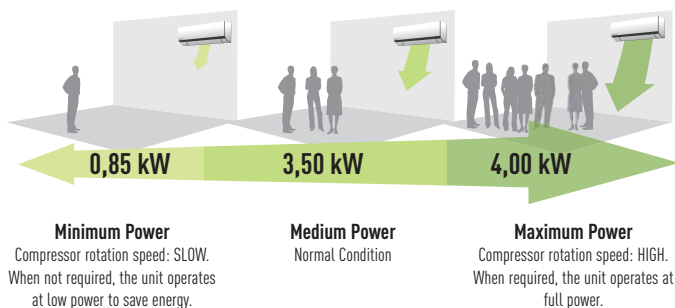 0,85 kW
3,50 kW
4,00 kW
Minimum Power
Compressor rotation speed: SLOW.
When not required, the unit operates
at low power to save energy.
Medium Power
Normal Condition
Maximum Power
Compressor rotation speed: HIGH.
When required, the unit operates at
full power.